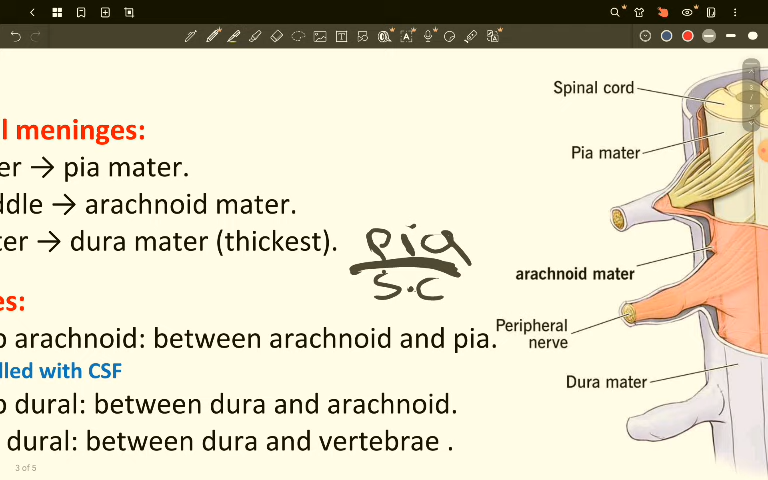 l meninges:
er → pia mater.
ddle → arachnoid mater.
ter → dura mater (thickest).
pia
s.c
es:
o arachnoid: between arachnoid and pia.
lled with CSF
o dural: between dura and arachnoid.
dural: between dura and vertebrae .
Spinal cord
Pia mater
arachnoid mater
Peripheral
nerve
Dura mater
3 of 5
3
/
5